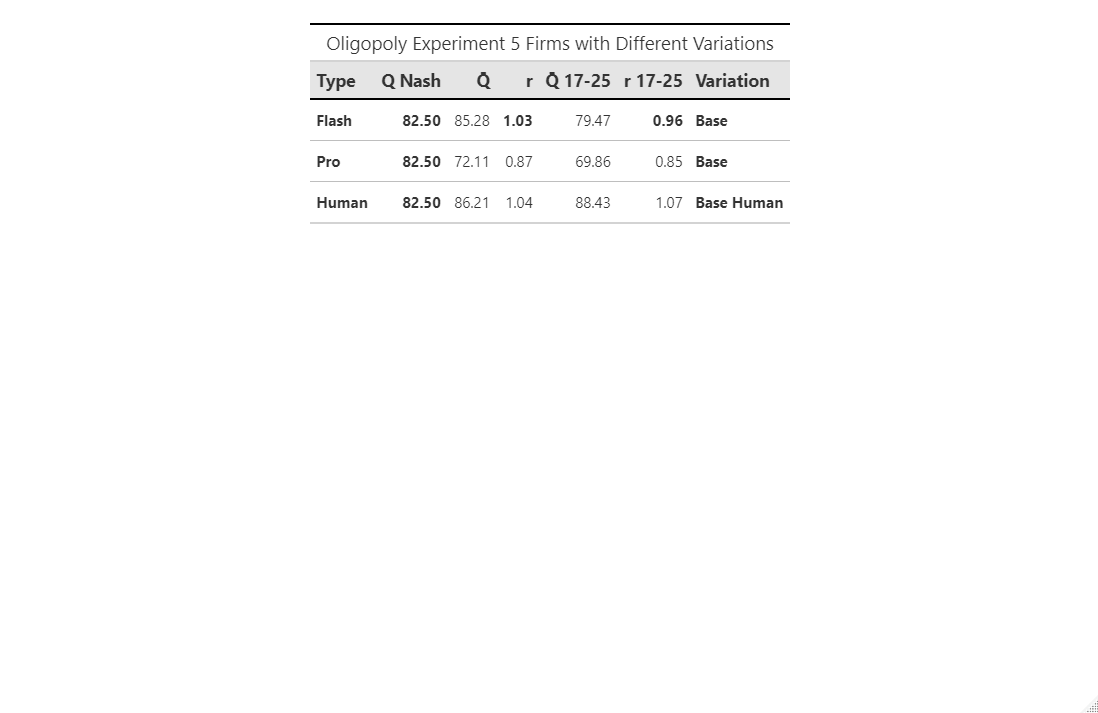 Oligopoly Experiment 5 Firms with Different Variations
Type Q Nash Q̄ r Q̄ 17-25 r 17-25 Variation
Flash 82.50 85.28 1.03 79.47 0.96 Base
Pro 82.50 72.11 0.87 69.86 0.85 Base
Human 82.50 86.21 1.04 88.43 1.07 Base Human